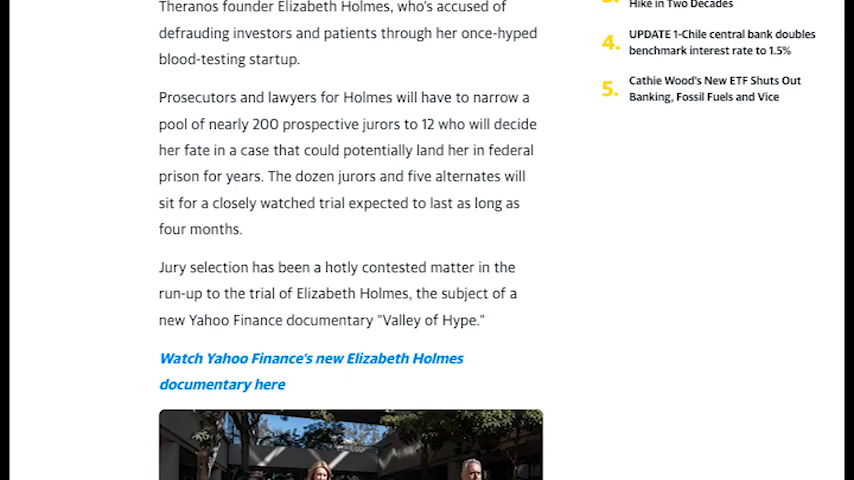 Theranos founder Elizabeth Holmes, who's accused of
defrauding investors and patients through her once-hyped
blood-testing startup.
Prosecutors and lawyers for Holmes will have to narrow a
pool of nearly 200 prospective jurors to 12 who will decide
her fate in a case that could potentially land her in federal
prison for years. The dozen jurors and five alternates will
sit for a closely watched trial expected to last as long as
four months.
Jury selection has been a hotly contested matter in the
run-up to the trial of Elizabeth Holmes, the subject of a
new Yahoo Finance documentary "Valley of Hype."
Watch Yahoo Finance's new Elizabeth Holmes
documentary here
Hike in Two Decades
4. UPDATE 1-Chile central bank doubles
benchmark interest rate to 1.5%
5. Cathie Wood's New ETF Shuts Out
Banking, Fossil Fuels and Vice